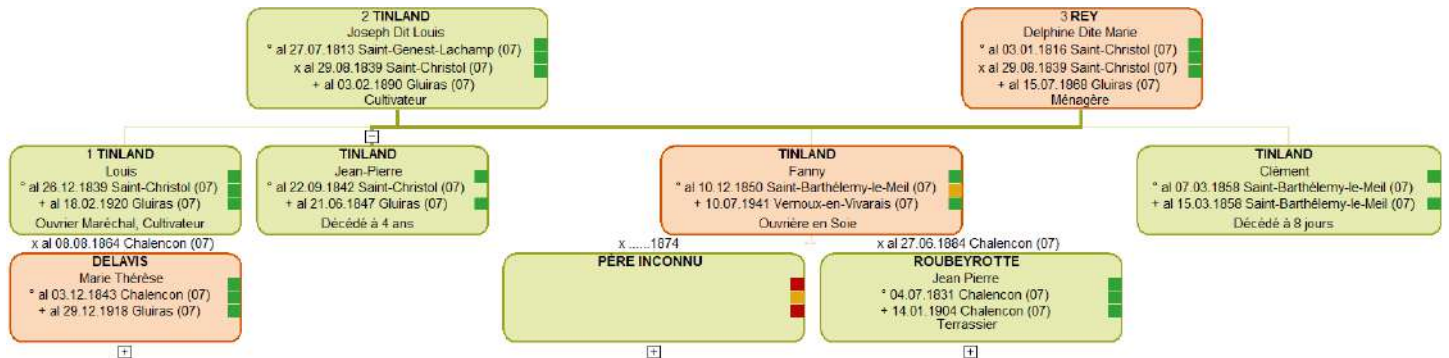 2 TINLAND
Joseph Dit Louis
° al 27.07.1813 Saint-Genest-Lachamp (07)
x al 29.08.1839 Saint-Christol (07)
+ al 03.02.1890 Gluiras (07)
Cultivateur
3 REY
Delphine Dite Marie
° al 03.01.1816 Saint-Christol (07)
x al 29.08.1839 Saint-Christol (07)
+ al 15.07.1868 Gluiras (07)
Ménagère
1 TINLAND
Louis
° al 26.12.1839 Saint-Christol (07)
+ al 18.02.1920 Gluiras (07)
Ouvrier Maréchal, Cultivateur
TINLAND
Jean-Pierre
° al 22.09.1842 Saint-Christol (07)
+ al 21.06.1847 Gluiras (07)
Décédé à 4 ans
TINLAND
Fanny
° al 10.12.1850 Saint-Barthélemy-le-Meil (07)
+ 10.07.1941 Vernoux-en-Vivarais (07)
Ouvrière en Soie
TINLAND
Clément
° al 07.03.1858 Saint-Barthélemy-le-Meil (07)
+ al 15.03.1858 Saint-Barthélemy-le-Meil (07)
Décédé à 8 jours
x al 08.08.1864 Chalencon (07)
x ......1874
x al 27.06.1884 Chalencon (07)
DELAVIS
Marie Thérèse
° al 03.12.1843 Chalencon (07)
+ al 29.12.1918 Gluiras (07)
PÈRE INCONNU
ROUBEYROTTE
Jean Pierre
° 04.07.1831 Chalencon (07)
+ 14.01.1904 Chalencon (07)
Terrassier